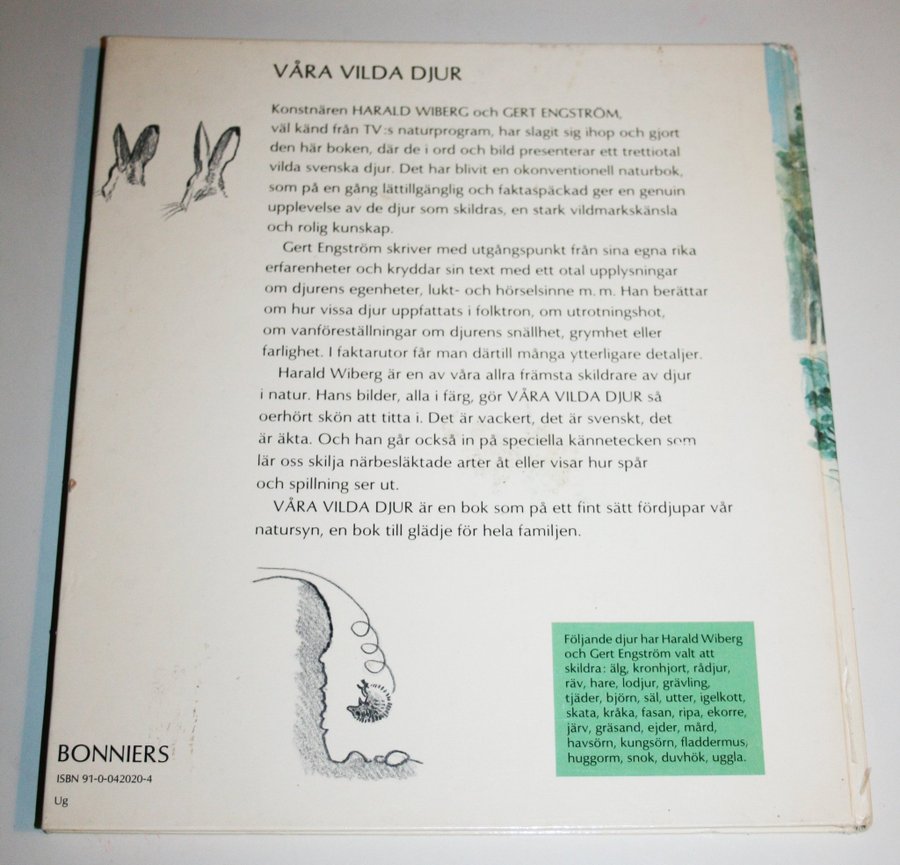 VÅRA VILDA DJUR
Konstnären HARALD WIBERG och GERT ENGSTRÖM,
väl känd från TV:s naturprogram, har slagit sig ihop och gjort
den här boken, där de i ord och bild presenterar ett trettiotal
vilda svenska djur. Det har blivit en okonventionell naturbok,
som på en gång lättillgänglig och faktaspäckad ger en genuin
upplevelse av de djur som skildras, en stark vildmarkskänsla
och rolig kunskap.
Gert Engström skriver med utgångspunkt från sina egna rika
erfarenheter och kryddar sin text med ett otal upplysningar
om djurens egenheter, lukt- och hörselsinne m. m. Han berättar
om hur vissa djur uppfattats i folktron, om utrotningshot,
om vanföreställningar om djurens snällhet, grymhet eller
farlighet. I faktarutor får man därtill många ytterligare detaljer.
Harald Wiberg är en av våra allra främsta skildrare av djur
i natur. Hans bilder, alla i färg, gör VÅRA VILDA DJUR så
oerhört skön att titta i. Det är vackert, det är svenskt, det
är äkta. Och han går också in på speciella kännetecken som
lär oss skilja närbesläktade arter åt eller visar hur spår
och spillning ser ut.
VÅRA VILDA DJUR är en bok som på ett fint sätt fördjupar vår
natursyn, en bok till glädje för hela familjen.
Följande djur har Harald Wiberg
och Gert Engström valt att
skildra: älg, kronhjort, rådjur,
räv, hare, lodjur, grävling,
tjäder, björn, säl, utter, igelkott,
skata, kråka, fasan, ripa, ekorre,
järv, gräsand, ejder, mård,
havsörn, kungsörn, fladdermus,
huggorm, snok, duvhök, uggla.
BONNIERS
ISBN 91-0-042020-4
Ug